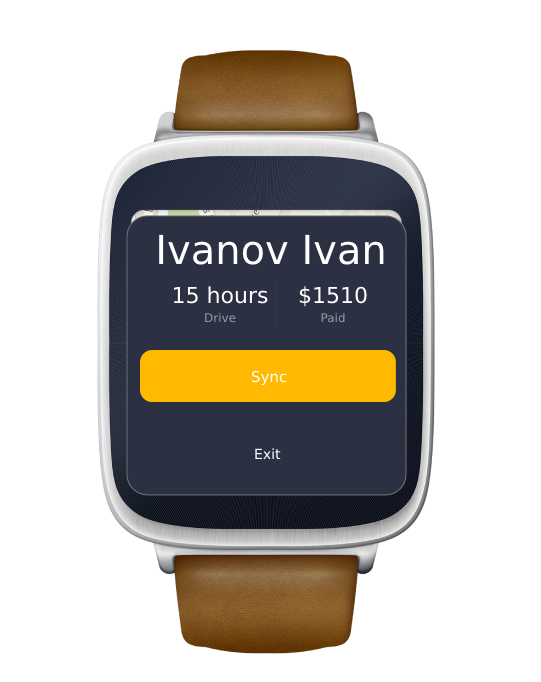 Ivanov Ivan
15 hours $1510
Drive Paid
Sync
Exit